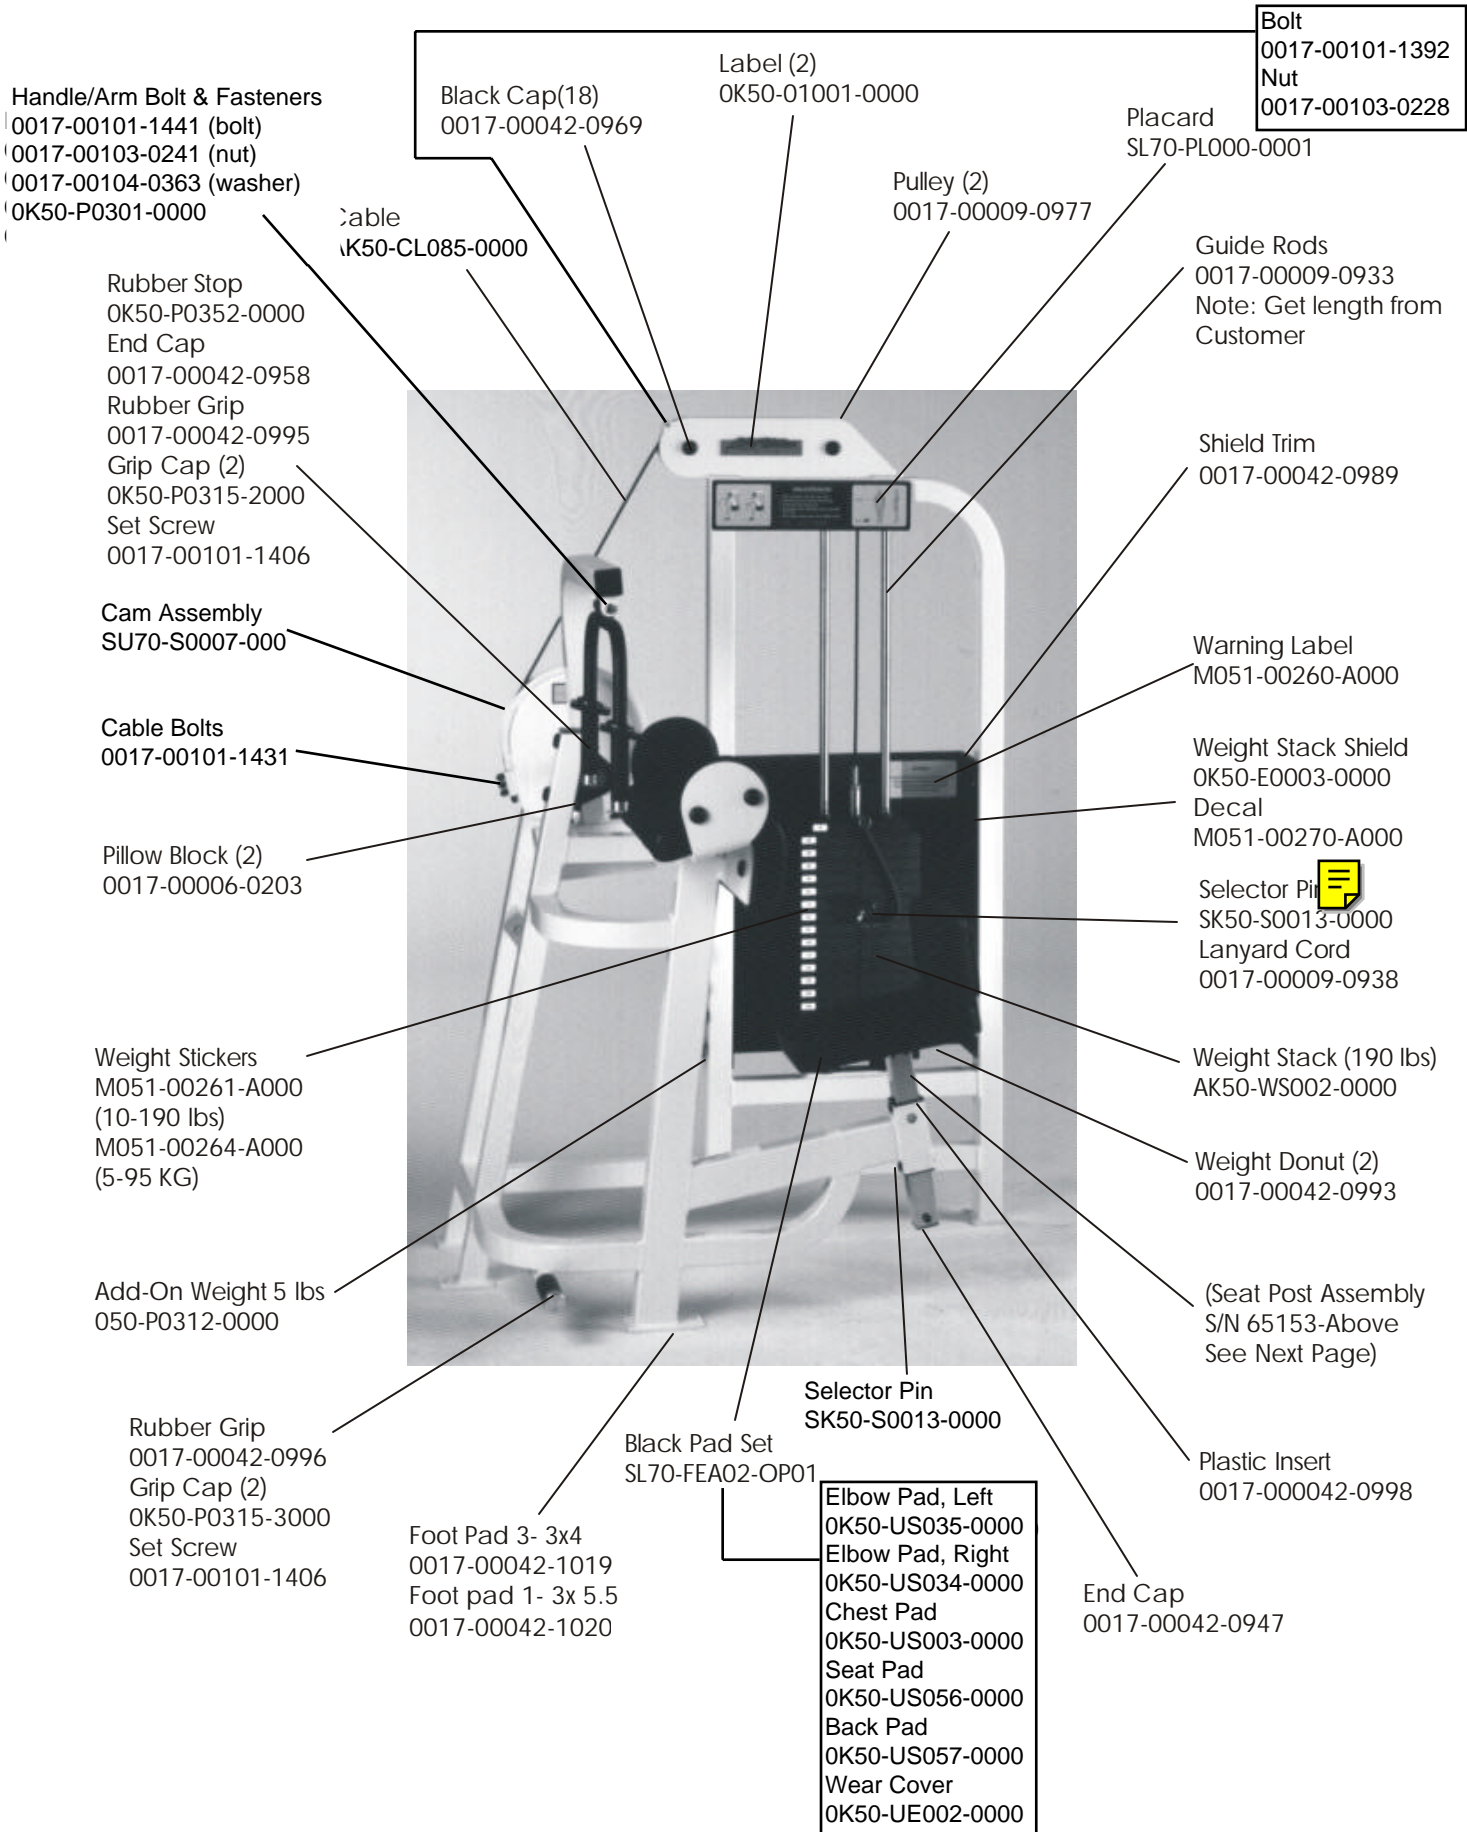 Bolt
0017-00101-1392
Nut
0017-00103-0228
Label (2)
0K50-01001-0000
Handle/Arm Bolt & Fasteners
0017-00101-1441 (bolt)
0017-00103-0241 (nut)
0017-00104-0363 (washer)
0K50-P0301-0000
Black Cap(18)
0017-00042-0969
Placard
SL70-PL000-0001
Pulley (2)
0017-00009-0977
Cable
AK50-CL085-0000
Guide Rods
0017-00009-0933
Note: Get length from
Customer
Rubber Stop
0K50-P0352-0000
End Cap
0017-00042-0958
Rubber Grip
0017-00042-0995
Grip Cap (2)
0K50-P0315-2000
Set Screw
0017-00101-1406
Shield Trim
0017-00042-0989
Cam Assembly
SU70-S0007-000
Warning Label
M051-00260-A000
Cable Bolts
0017-00101-1431
Weight Stack Shield
0K50-E0003-0000
Decal
M051-00270-A000
Pillow Block (2)
0017-00006-0203
Selector Pin
SK50-S0013-0000
Lanyard Cord
0017-00009-0938
Weight Stickers
M051-00261-A000
(10-190 lbs)
M051-00264-A000
(5-95 KG)
Weight Stack (190 lbs)
AK50-WS002-0000
Weight Donut (2)
0017-00042-0993
Add-On Weight 5 lbs
050-P0312-0000
(Seat Post Assembly
S/N 65153-Above
See Next Page)
Selector Pin
SK50-S0013-0000
Rubber Grip
0017-00042-0996
Grip Cap (2)
0K50-P0315-3000
Set Screw
0017-00101-1406
Black Pad Set
SL70-FEA02-OP01
Plastic Insert
0017-000042-0998
Foot Pad 3- 3x4
0017-00042-1019
Foot pad 1- 3x 5.5
0017-00042-1020
Elbow Pad, Left
0K50-US035-0000
Elbow Pad, Right
0K50-US034-0000
Chest Pad
0K50-US003-0000
Seat Pad
0K50-US056-0000
Back Pad
0K50-US057-0000
Wear Cover
0K50-UE002-0000
End Cap
0017-00042-0947